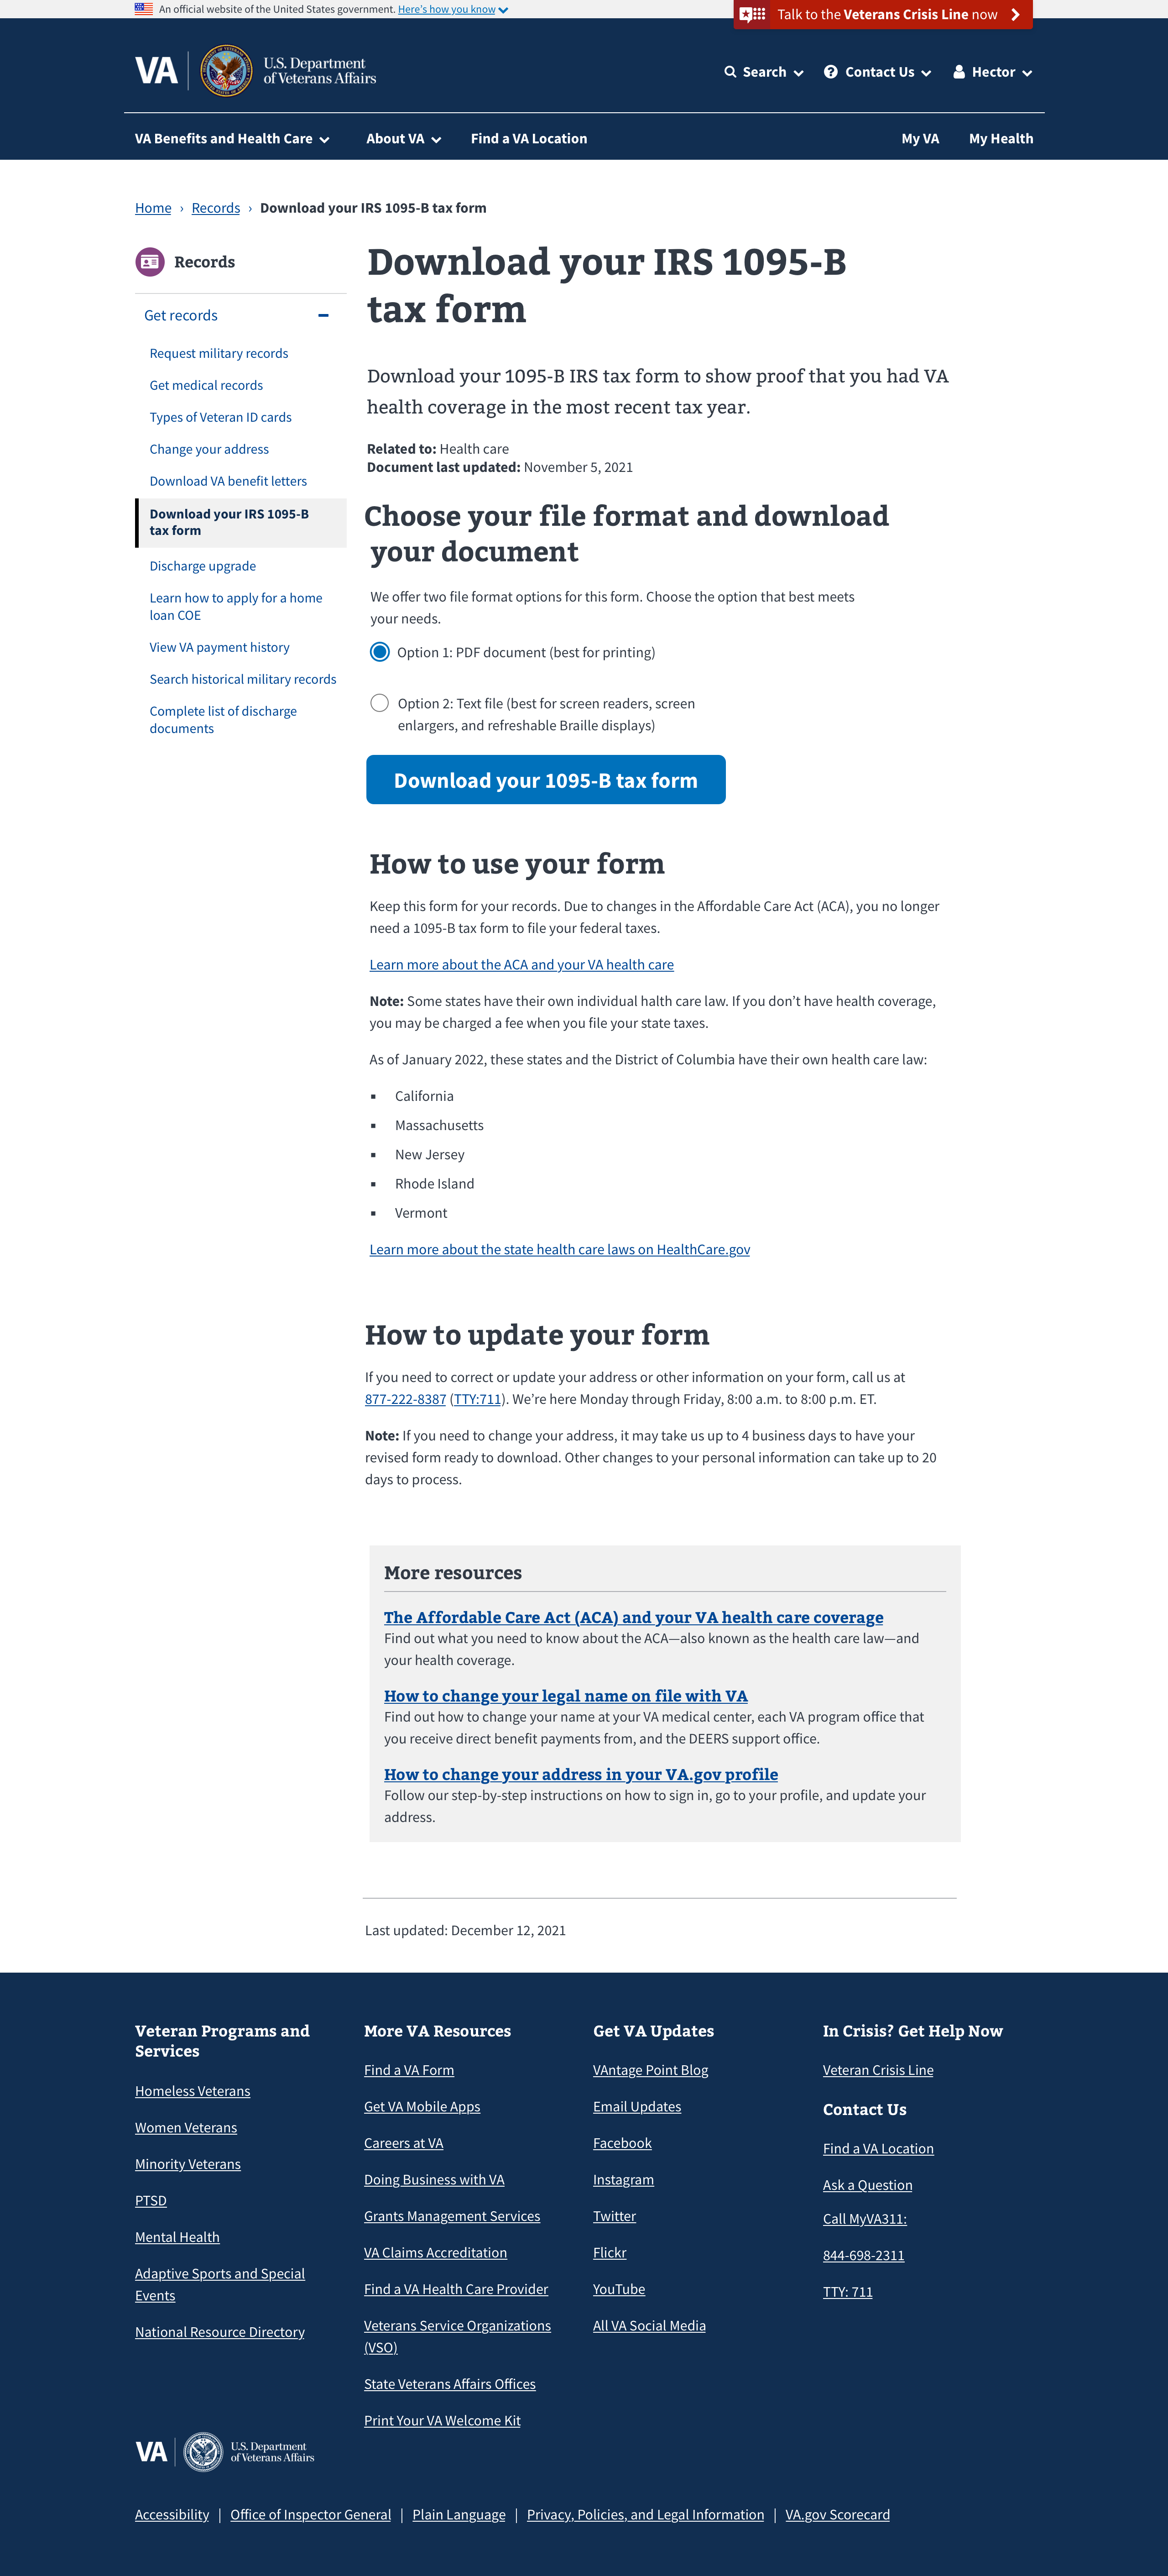 An official website of the United States government. Here's how you know
Talk to the Veterans Crisis Line now
VA
U.S. Department
of Veterans Affairs
Search
Contact Us
Hector
VA Benefits and Health Care
About VA
Find a VA Location
My VA
My Health
Home › Records › Download your IRS 1095-B tax form
Records
Get records
Request military records
Get medical records
Types of Veteran ID cards
Change your address
Download VA benefit letters
Download your IRS 1095-B
tax form
Discharge upgrade
Learn how to apply for a home
loan COE
View VA payment history
Search historical military records
Complete list of discharge
documents
Download your IRS 1095-B
tax form
Download your 1095-B IRS tax form to show proof that you had VA
health coverage in the most recent tax year.
Related to: Health care
Document last updated: November 5, 2021
Choose your file format and download
your document
We offer two file format options for this form. Choose the option that best meets
your needs.
Option 1: PDF document (best for printing)
Option 2: Text file (best for screen readers, screen
enlargers, and refreshable Braille displays)
Download your 1095-B tax form
How to use your form
Keep this form for your records. Due to changes in the Affordable Care Act (ACA), you no longer
need a 1095-B tax form to file your federal taxes.
Learn more about the ACA and your VA health care
Note: Some states have their own individual halth care law. If you don't have health coverage,
you may be charged a fee when you file your state taxes.
As of January 2022, these states and the District of Columbia have their own health care law:
▪ California
▪ Massachusetts
▪ New Jersey
▪ Rhode Island
▪ Vermont
Learn more about the state health care laws on HealthCare.gov
How to update your form
If you need to correct or update your address or other information on your form, call us at
877-222-8387 (TTY:711). We're here Monday through Friday, 8:00 a.m. to 8:00 p.m. ET.
Note: If you need to change your address, it may take us up to 4 business days to have your
revised form ready to download. Other changes to your personal information can take up to 20
days to process.
More resources
The Affordable Care Act (ACA) and your VA health care coverage
Find out what you need to know about the ACA—also known as the health care law—and
your health coverage.
How to change your legal name on file with VA
Find out how to change your name at your VA medical center, each VA program office that
you receive direct benefit payments from, and the DEERS support office.
How to change your address in your VA.gov profile
Follow our step-by-step instructions on how to sign in, go to your profile, and update your
address.
Last updated: December 12, 2021
Veteran Programs and
Services
Homeless Veterans
Women Veterans
Minority Veterans
PTSD
Mental Health
Adaptive Sports and Special
Events
National Resource Directory
More VA Resources
Find a VA Form
Get VA Mobile Apps
Careers at VA
Doing Business with VA
Grants Management Services
VA Claims Accreditation
Find a VA Health Care Provider
Veterans Service Organizations
(VSO)
State Veterans Affairs Offices
Print Your VA Welcome Kit
Get VA Updates
VAntage Point Blog
Email Updates
Facebook
Instagram
Twitter
Flickr
YouTube
All VA Social Media
In Crisis? Get Help Now
Veteran Crisis Line
Contact Us
Find a VA Location
Ask a Question
Call MyVA311:
844-698-2311
TTY: 711
VA
U.S. Department
of Veterans Affairs
Accessibility | Office of Inspector General | Plain Language | Privacy, Policies, and Legal Information | VA.gov Scorecard